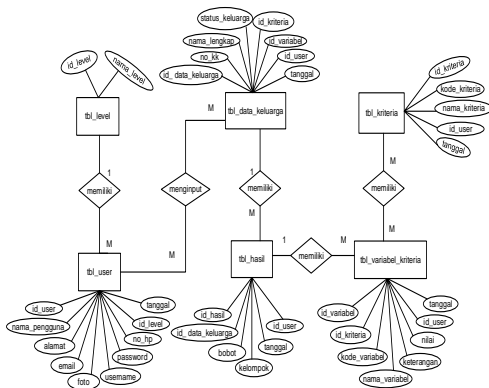 status_keluarga
id_kriteria
nama_lengkap
id_variabel
no_kk
id_user
id_data_keluarga
tanggal
id_level
nama_level
id_kriteria
kode_kriteria
nama_kriteria
id_user
tanggal
tbl_level
tbl_data_keluarga
tbl_kriteria
M
1
M
1
memiliki
menginput
memiliki
memiliki
M
M
M
M
1
M
memiliki
tbl_user
tbl_hasil
tbl_variabel_kriteria
id_user
nama_pengguna
alamat
email
foto
username
password
no_hp
id_level
tanggal
id_hasil
id_data_keluarga
bobot
kelompok
tanggal
id_user
id_variabel
id_kriteria
kode_variabel
nama_variabel
keterangan
nilai
id_user
tanggal